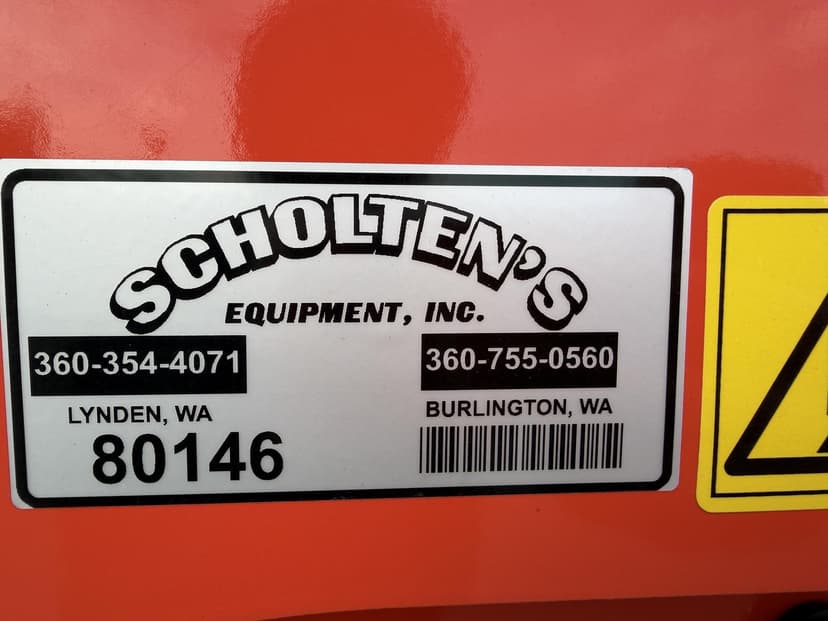 SCHOLTEN'S
EQUIPMENT, INC.
360-354-4071
360-755-0560
LYNDEN, WA
BURLINGTON, WA
80146